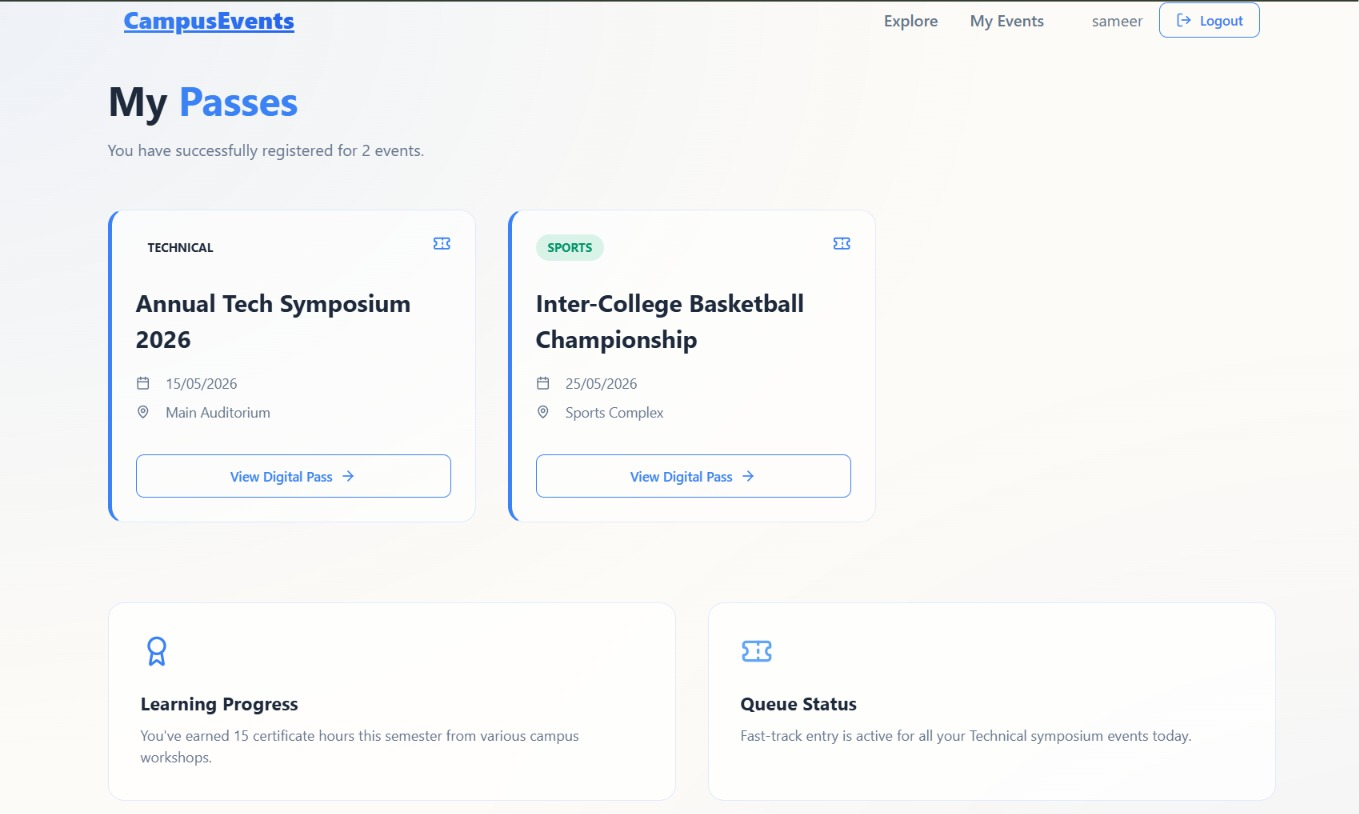 CampusEvents
Explore
My Events
sameer
Logout
My Passes
You have successfully registered for 2 events.
TECHNICAL
Annual Tech Symposium
2026
15/05/2026
Main Auditorium
View Digital Pass
SPORTS
Inter-College Basketball
Championship
25/05/2026
Sports Complex
View Digital Pass
Learning Progress
You've earned 15 certificate hours this semester from various campus
workshops.
Queue Status
Fast-track entry is active for all your Technical symposium events today.